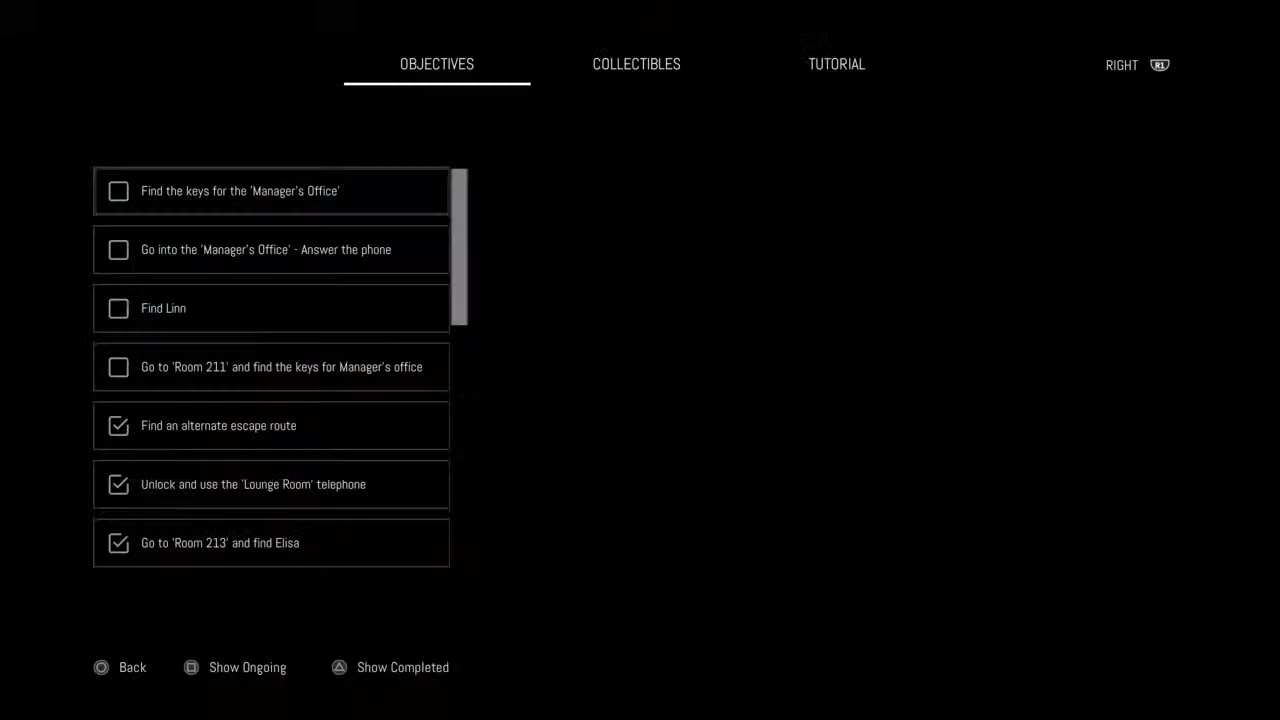 OBJECTIVES COLLECTIBLES TUTORIAL RIGHT R1
Find the keys for the 'Manager's Office'
Go into the 'Manager's Office' - Answer the phone
Find Linn
Go to 'Room 211' and find the keys for Manager's office
Find an alternate escape route
Unlock and use the 'Lounge Room' telephone
Go to 'Room 213' and find Elisa
Back Show Ongoing Show Completed